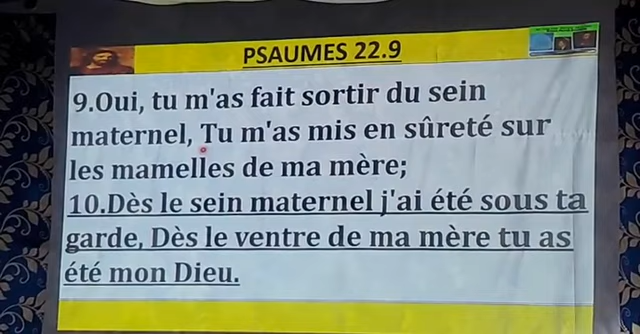 PSAUMES 22.9
9.Oui, tu m'as fait sortir du sein
maternel, Tu m'as mis en sûreté sur
les mamelles de ma mère;
10.Dès le sein maternel j'ai été sous ta
garde, Dès le ventre de ma mère tu as
été mon Dieu.